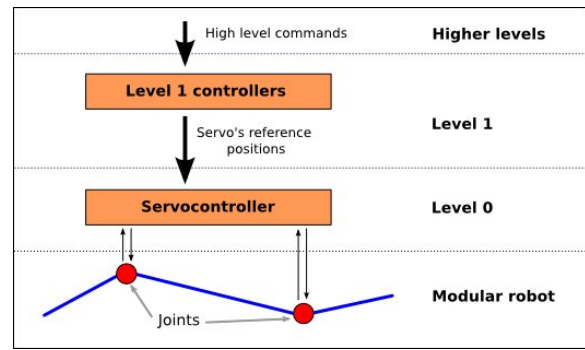 High level commands
Higher levels
Level 1 controllers
Level 1
Servo's reference
positions
Servocontroller
Level 0
Modular robot
Joints